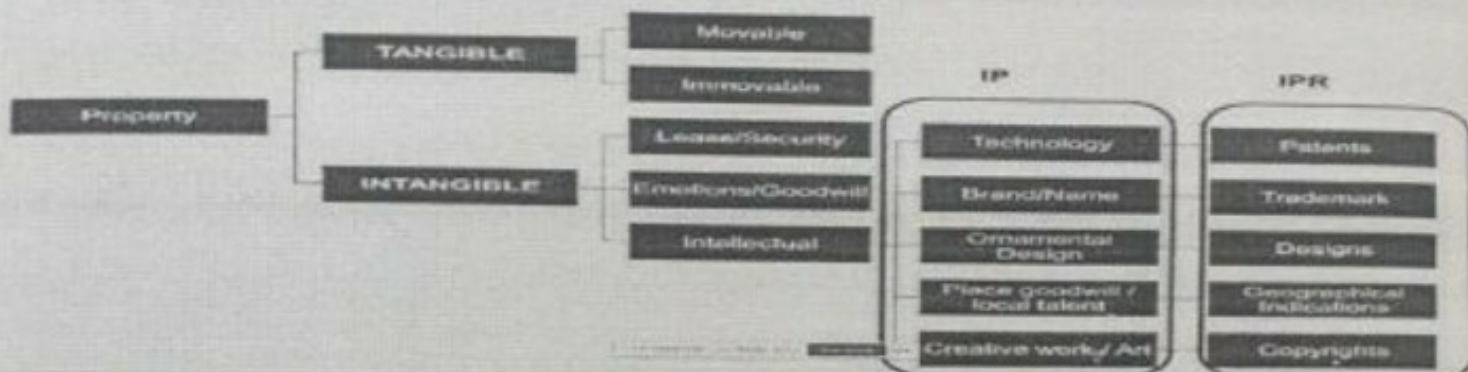 Property
TANGIBLE
INTANGIBLE
Movable
Immovable
Lease/Security
Emotions/Goodwill
Intellectual
IP
Technology
Brand/Name
Ornamental
Design
Place goodwill /
local talent
Creative work/ Art
IPR
Patents
Trademark
Designs
Geographical
Indications
Copyrights